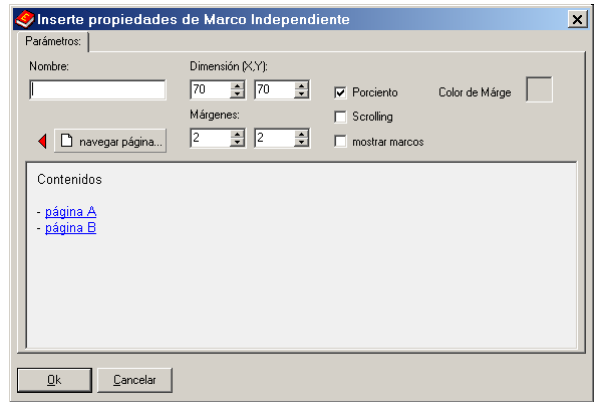 Inserte propiedades de Marco Independiente
Parámetros:
Nombre:
Dimensión (X,Y):
70
70
Porciento
Color de Márge
Márgenes:
Scrolling
navegar página...
2
2
mostrar marcos
Contenidos
- página A
- página B
Ok
Cancelar